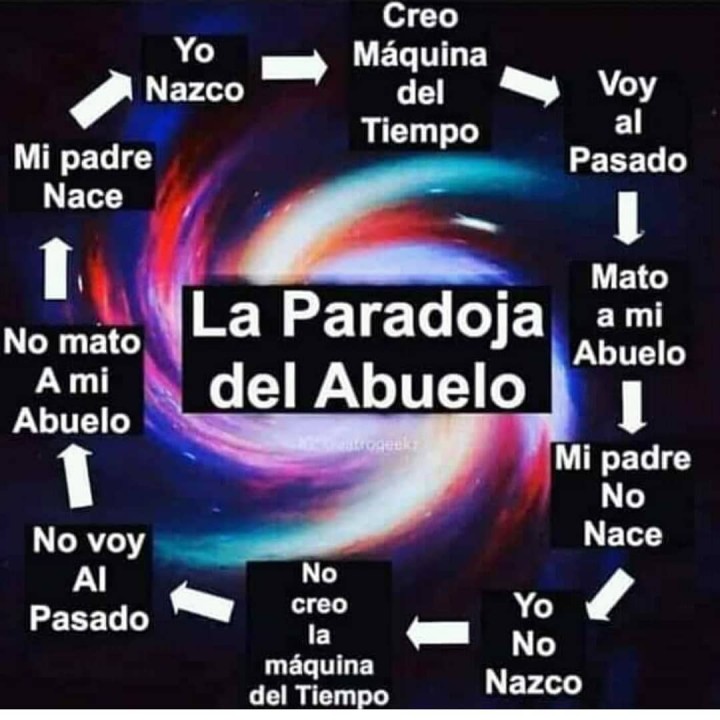 La Paradoja
del Abuelo
Yo
Nazco
Creo
Máquina
del
Tiempo
Voy
al
Pasado
Mato
a mi
Abuelo
Mi padre
No
Nace
Yo
No
Nazco
No
creo
la
máquina
del Tiempo
No voy
Al
Pasado
No mato
A mi
Abuelo
Mi padre
Nace